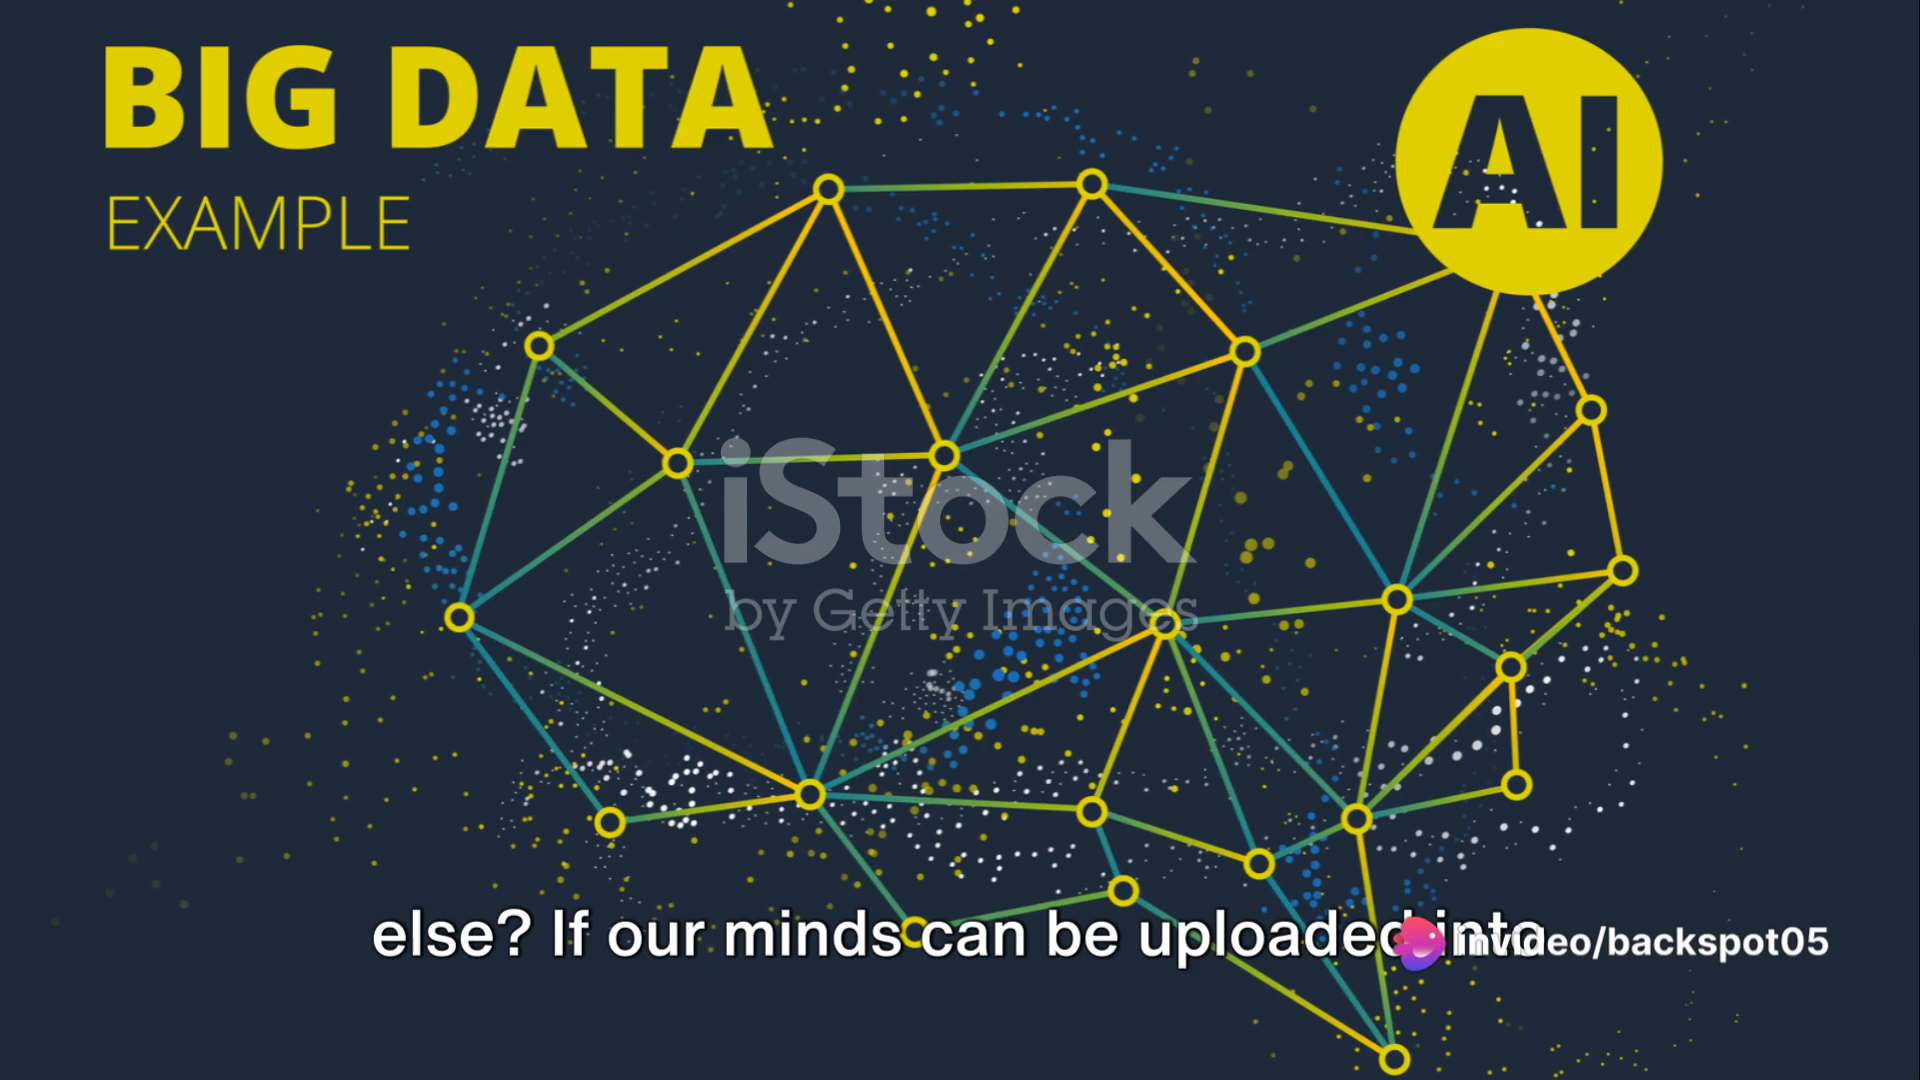 BIG DATA
EXAMPLE
AI
iStock
by Getty Images
else? If our minds can be uploaded into
invideo/backspot05